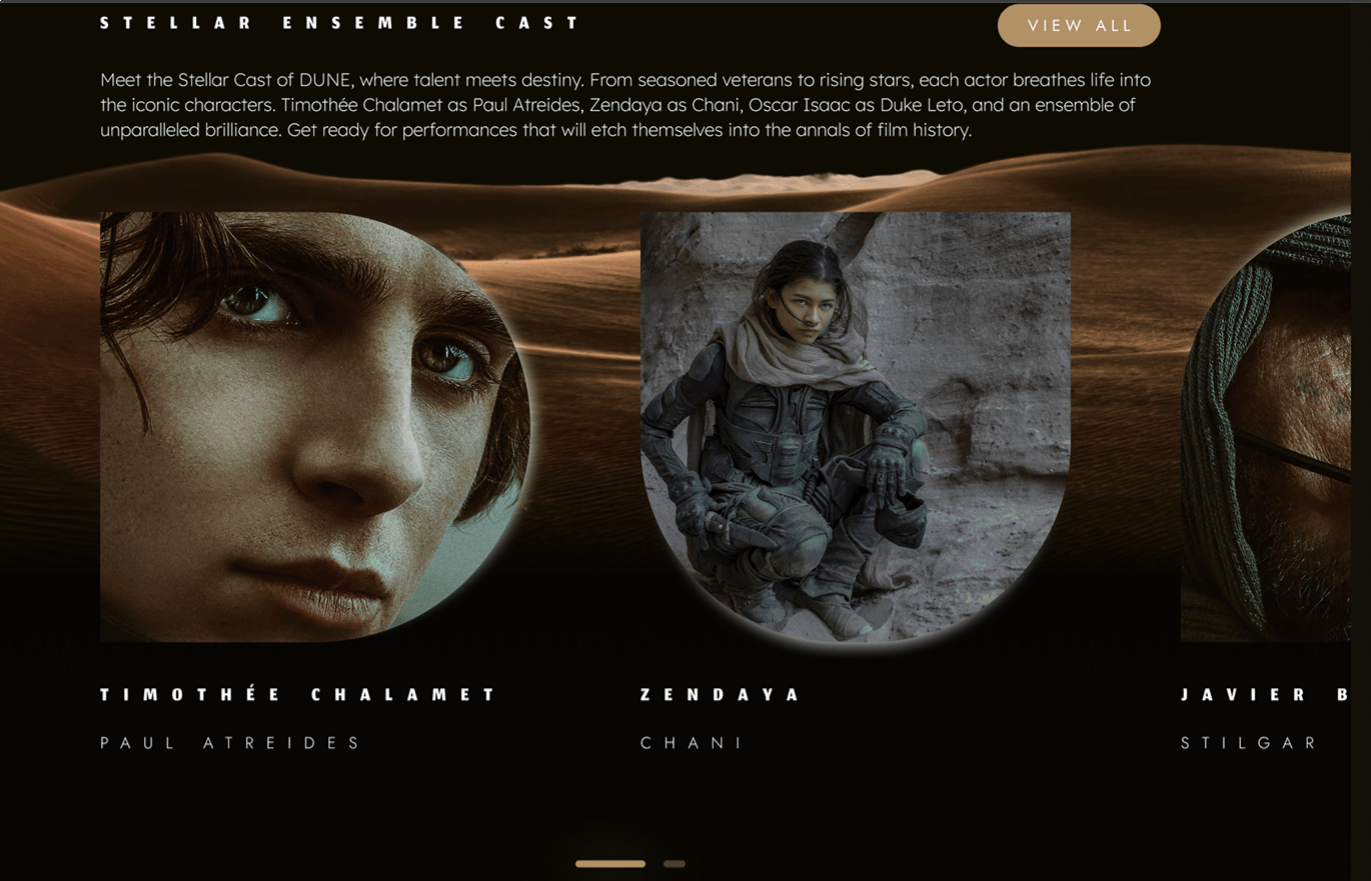 STELLAR ENSEMBLE CAST
VIEW ALL
Meet the Stellar Cast of DUNE, where talent meets destiny. From seasoned veterans to rising stars, each actor breathes life into
the iconic characters. Timothée Chalamet as Paul Atreides, Zendaya as Chani, Oscar Isaac as Duke Leto, and an ensemble of
unparalleled brilliance. Get ready for performances that will etch themselves into the annals of film history.
TIMOTHÉE CHALAMET
ZENDAYA
JAVIER B
PAUL ATREIDES
CHANI
STILGAR